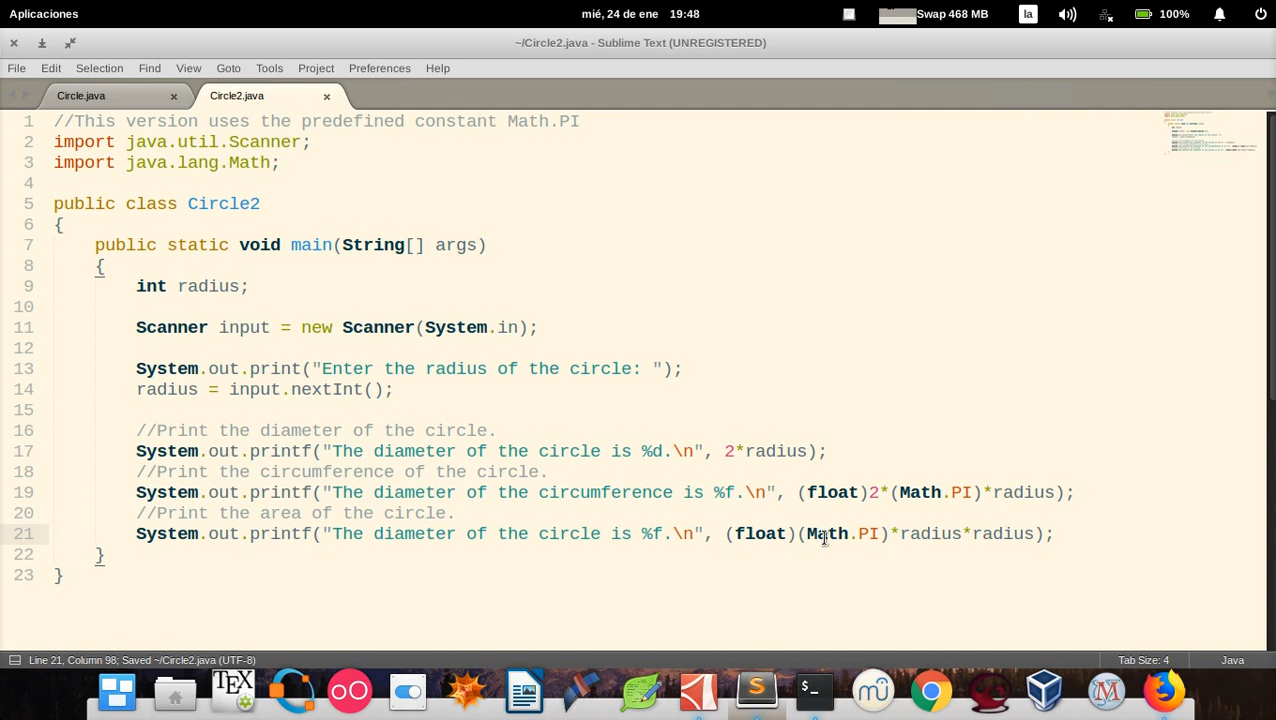 Aplicaciones
mié, 24 de ene 19:48
Swap 468 MB
la
100%
~/Circle2.java - Sublime Text (UNREGISTERED)
File Edit Selection Find View Goto Tools Project Preferences Help
Circle.java
Circle2.java
1 //This version uses the predefined constant Math.PI
2 import java.util.Scanner;
3 import java.lang.Math;
4
5 public class Circle2
6 {
7 public static void main(String[] args)
8 {
9 int radius;
10
11 Scanner input = new Scanner(System.in);
12
13 System.out.print("Enter the radius of the circle: ");
14 radius = input.nextInt();
15
16 //Print the diameter of the circle.
17 System.out.printf("The diameter of the circle is %d.\n", 2*radius);
18 //Print the circumference of the circle.
19 System.out.printf("The diameter of the circumference is %f.\n", (float)2*(Math.PI)*radius);
20 //Print the area of the circle.
21 System.out.printf("The diameter of the circle is %f.\n", (float)(Math.PI)*radius*radius);
22 }
23 }
Line 21, Column 98; Saved ~/Circle2.java (UTF-8)
Tab Size: 4
Java
TEX
S
>_
mu
M